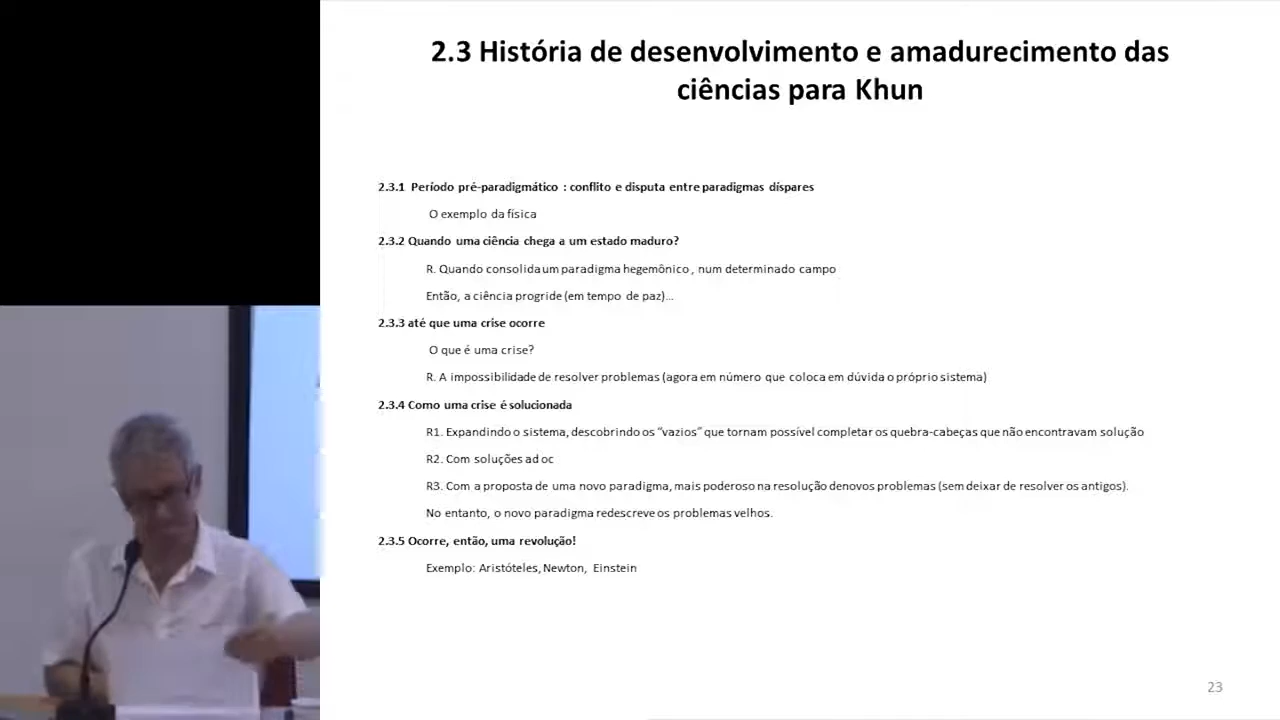 2.3 História de desenvolvimento e amadurecimento das
ciências para Khun
2.3.1 Período pré-paradigmático : conflito e disputa entre paradigmas díspares
O exemplo da física
2.3.2 Quando uma ciência chega a um estado maduro?
R. Quando consolida um paradigma hegemônico , num determinado campo
Então, a ciência progride (em tempo de paz)...
2.3.3 até que uma crise ocorre
O que é uma crise?
R. A impossibilidade de resolver problemas (agora em número que coloca em dúvida o próprio sistema)
2.3.4 Como uma crise é solucionada
R1. Expandindo o sistema, descobrindo os "vazios" que tornam possível completar os quebra-cabeças que não encontravam solução
R2. Com soluções ad oc
R3. Com a proposta de uma novo paradigma, mais poderoso na resolução denovos problemas (sem deixar de resolver os antigos).
No entanto, o novo paradigma redescreve os problemas velhos.
2.3.5 Ocorre, então, uma revolução!
Exemplo: Aristóteles, Newton, Einstein
23